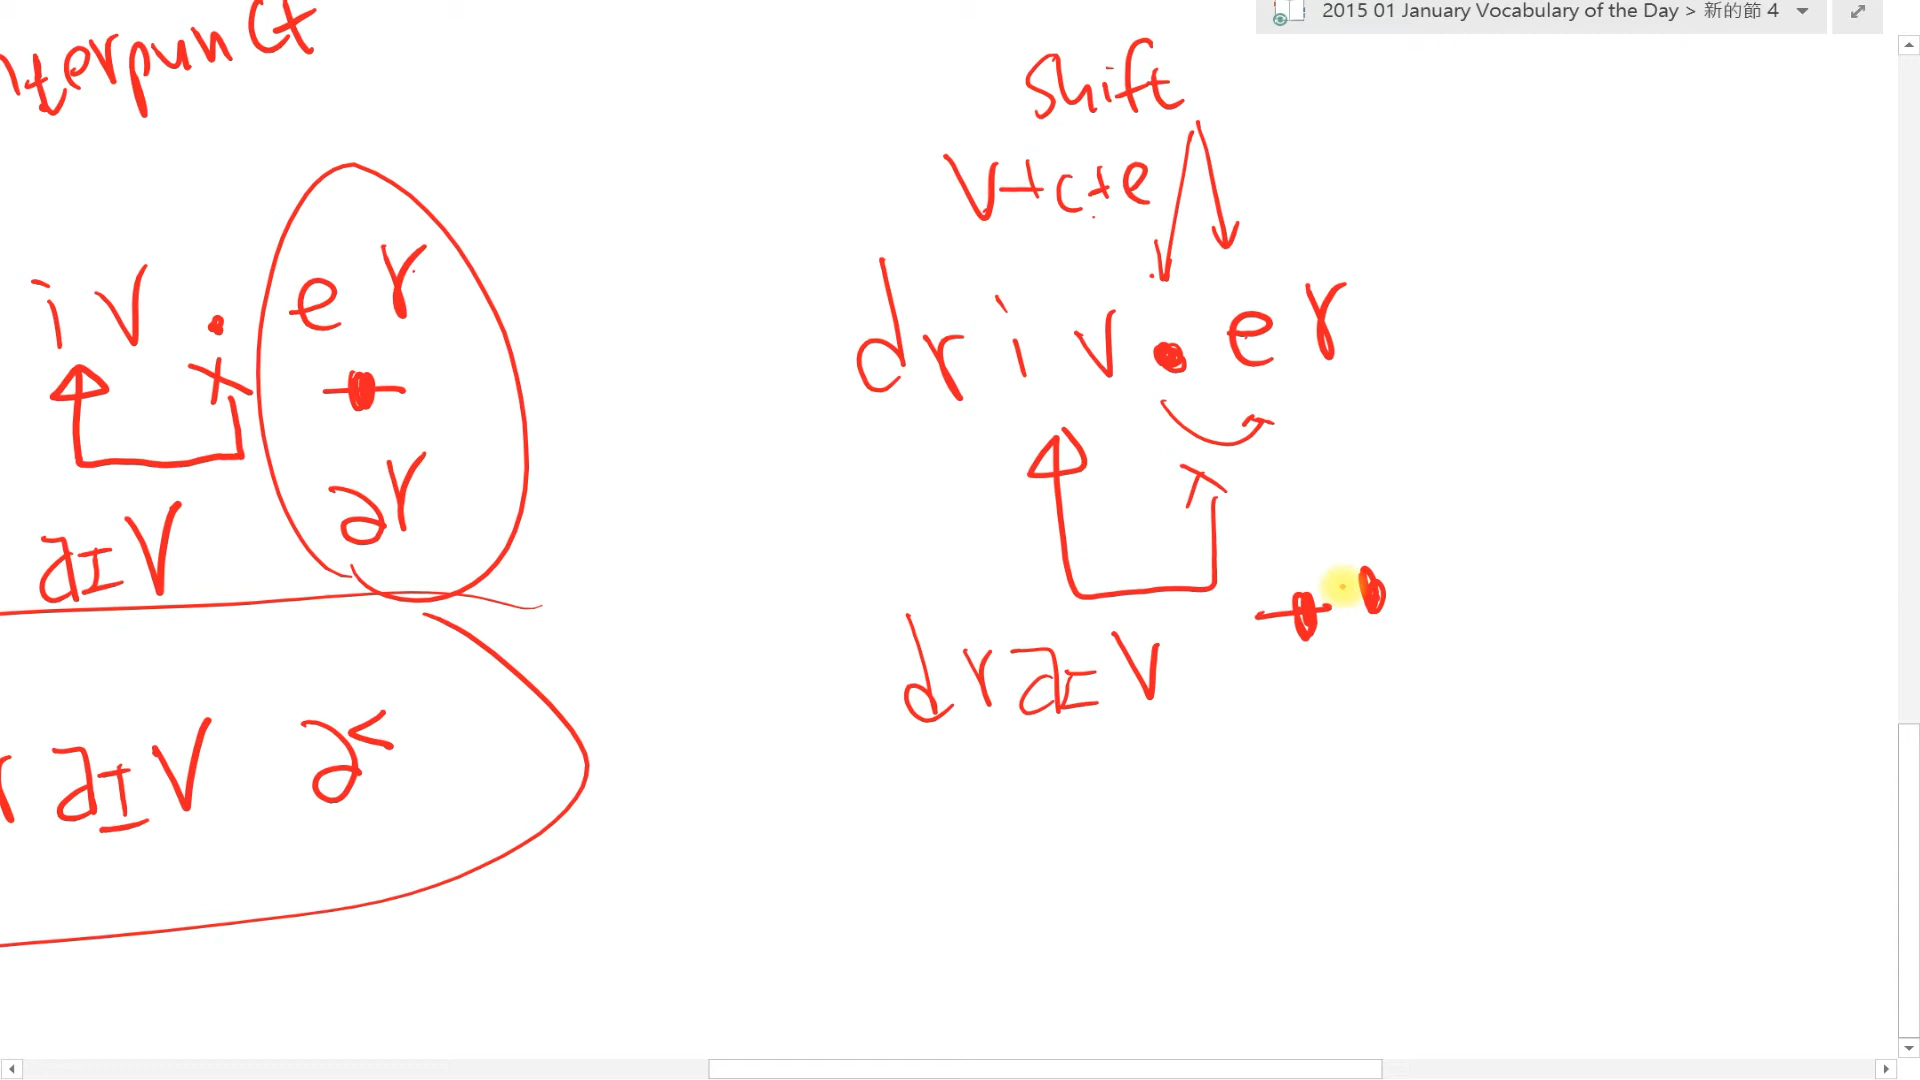 2015 01 January Vocabulary of the Day > 新的節 4
nterpunct
iv·er
ər
aɪv
aɪv ə
shift
v+c+e
driv·er
draɪv